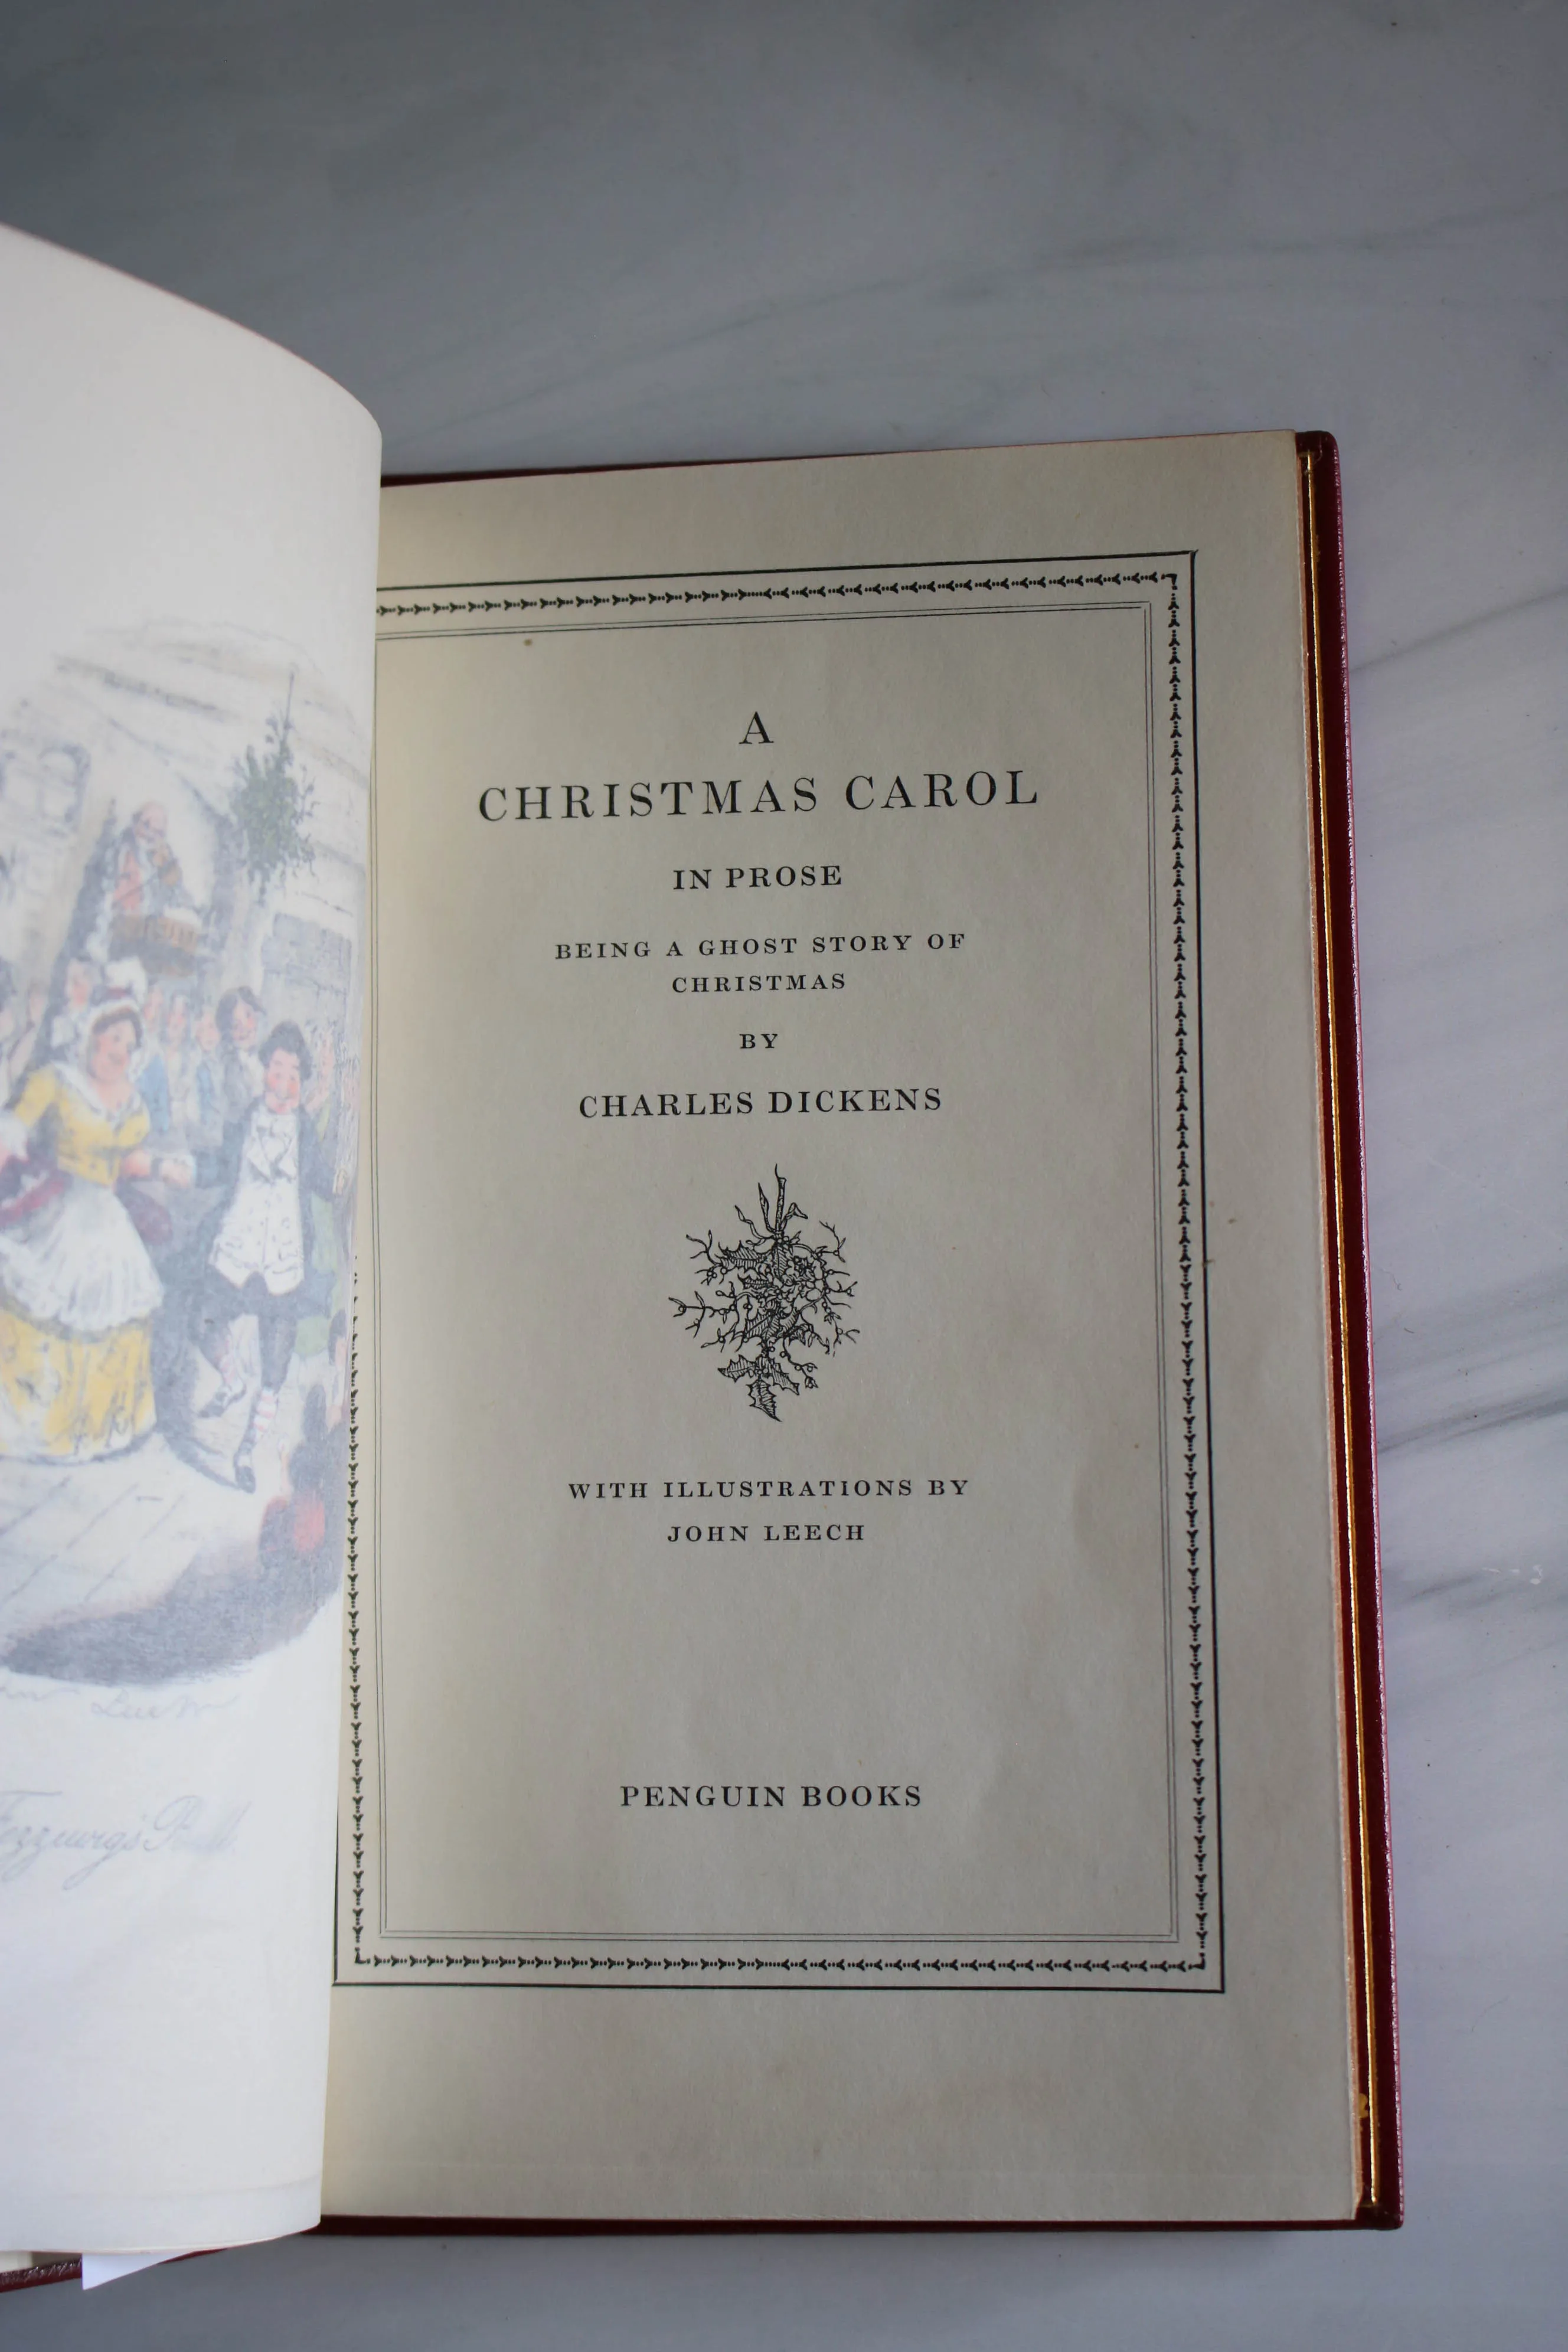 A
CHRISTMAS CAROL
IN PROSE
BEING A GHOST STORY OF
CHRISTMAS
BY
CHARLES DICKENS
WITH ILLUSTRATIONS BY
JOHN LEECH
PENGUIN BOOKS